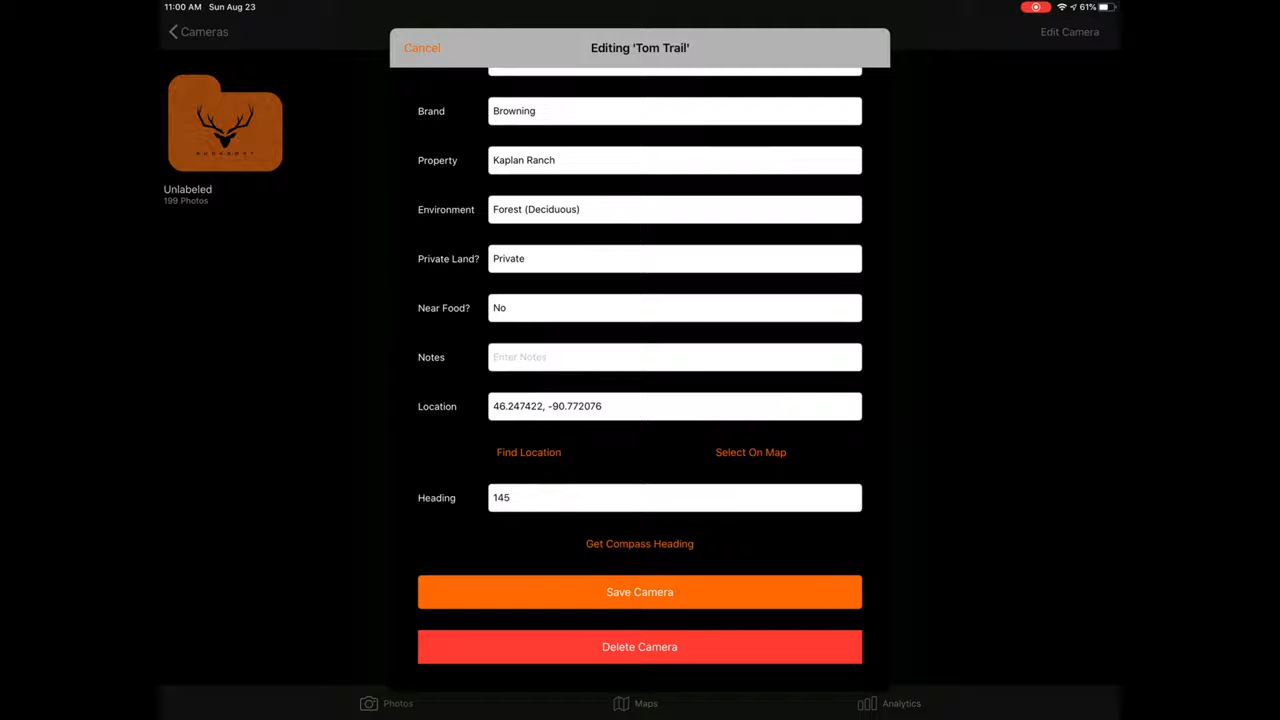 11:00 AM Sun Aug 23
61%
Cameras
Edit Camera
Cancel
Editing 'Tom Trail'
Unlabeled
199 Photos
Brand
Browning
Property
Kaplan Ranch
Environment
Forest (Deciduous)
Private Land?
Private
Near Food?
No
Notes
Enter Notes
Location
46.247422, -90.772076
Find Location
Select On Map
Heading
145
Get Compass Heading
Save Camera
Delete Camera
Photos
Maps
Analytics